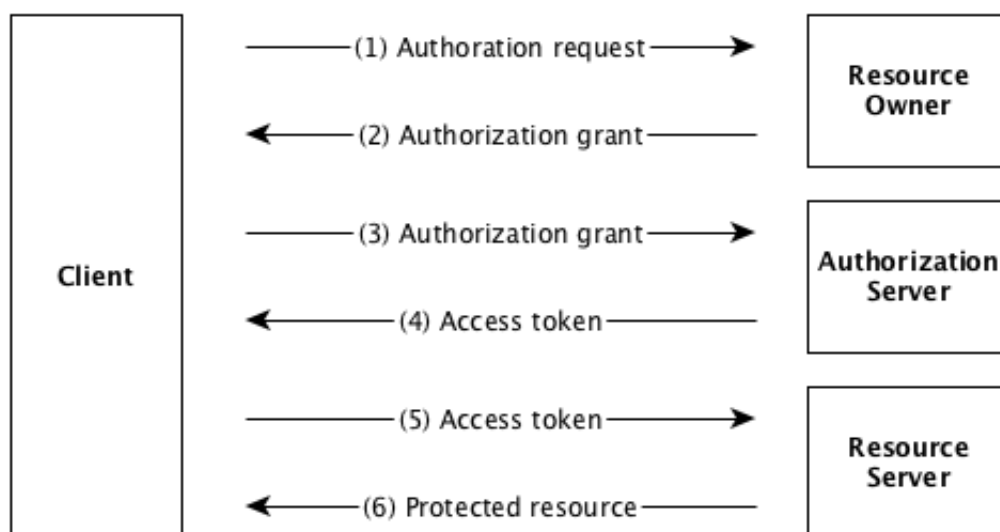 (1) Authoration request
Resource
Owner
(2) Authorization grant
(3) Authorization grant
Client
Authorization
Server
(4) Access token
(5) Access token
Resource
Server
(6) Protected resource